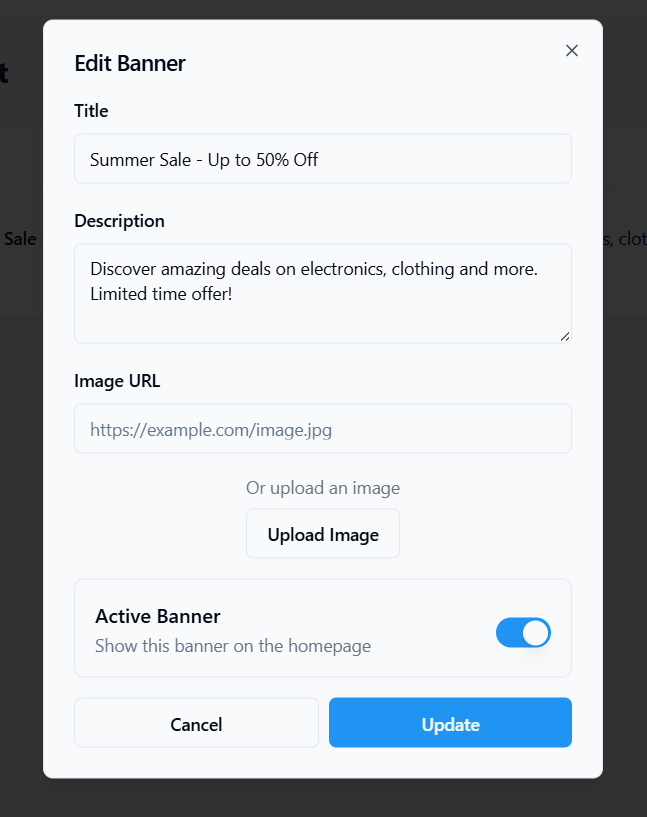 Edit Banner
Title
Summer Sale - Up to 50% Off
Description
Discover amazing deals on electronics, clothing and more.
Limited time offer!
Image URL
https://example.com/image.jpg
Or upload an image
Upload Image
Active Banner
Show this banner on the homepage
Cancel
Update
t
Sale
s, clot